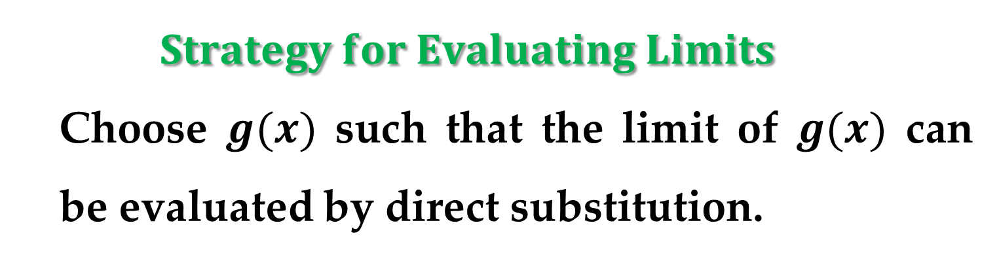 Strategy for Evaluating Limits
Choose g(x) such that the limit of g(x) can
be evaluated by direct substitution.